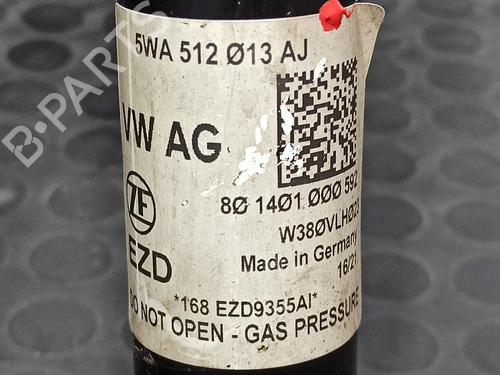 5WA 512 Ø13 AJ
VW AG
8Ø 14Ø1 ØØØ 592
ZF
W38ØVLHØ23
EZD
Made in Germany
16/21
*168 EZD9355AI*
DO NOT OPEN - GAS PRESSURE
B-PARTS